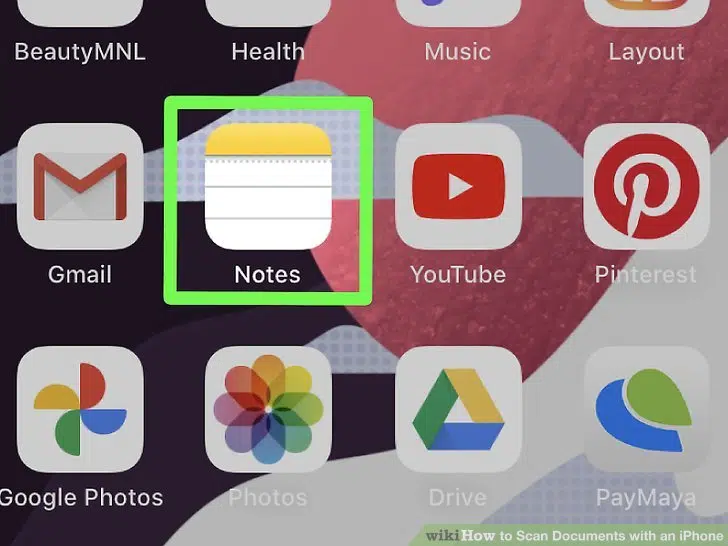 BeautyMNL
Health
Music
Layout
Gmail
Notes
YouTube
Pinterest
Google Photos
Photos
Drive
PayMaya
wikiHow to Scan Documents with an iPhone